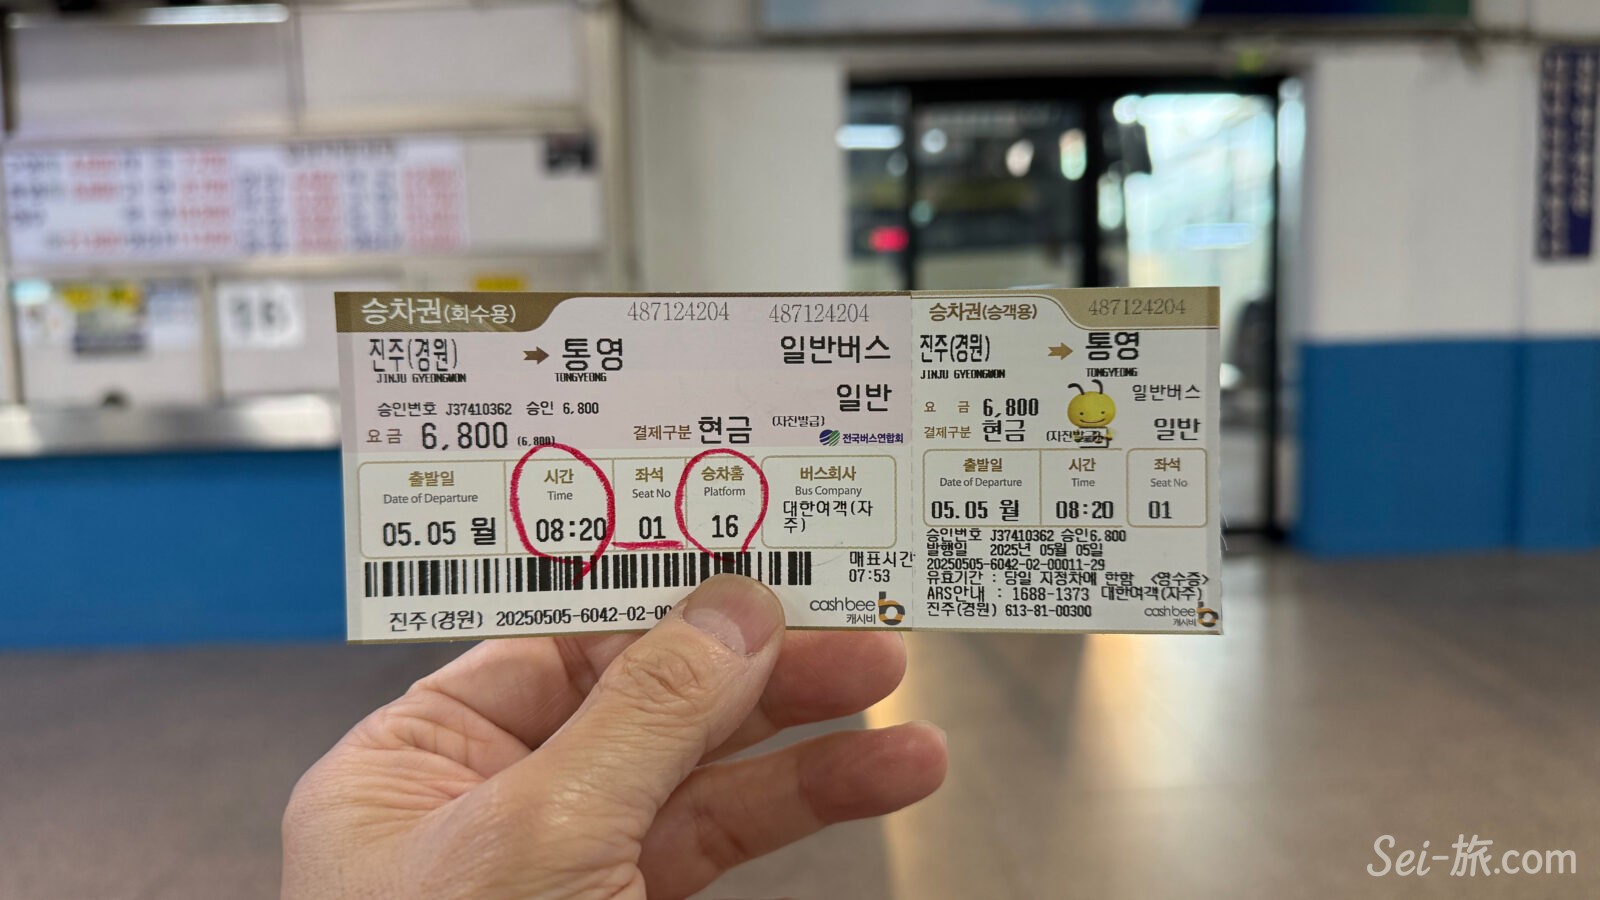 승차권(회수용) 487124204 487124204
진주(경원) 통영 일반버스
JINJU GYEONGWON TONGYEONG
일반
승인번호 J37410362 승인 6,800
요금 6,800 (6,800) 결제구분 현금 (자진발급)
전국버스연합회
출발일 시간 좌석 승차홈 버스회사
Date of Departure Time Seat No Platform Bus Company
05.05 월 08:20 01 16 대한여객(자
주)
매표시간
07:53
진주(경원) 20250505-6042-02-00
cashbee
캐시비
승차권(승객용) 487124204
진주(경원) 통영
JINJU GYEONGWON TONGYEONG
일반버스
요금 6,800
결제구분 현금 (자진발급) 일반
출발일 시간 좌석
Date of Departure Time Seat No
05.05 월 08:20 01
승인번호 J37410362 승인6,800
발행일 2025년 05월 05일
20250505-6042-02-00011-29
유효기간 : 당일 지정차에 한함 <영수증>
ARS안내 : 1688-1373 대한여객(자주)
진주(경원) 613-81-00300
cashbee
캐시비
Sei-旅.com